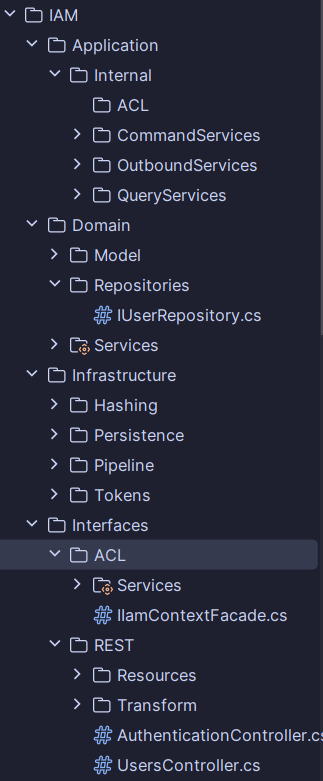 IAM
Application
Internal
ACL
CommandServices
OutboundServices
QueryServices
Domain
Model
Repositories
IUserRepository.cs
Services
Infrastructure
Hashing
Persistence
Pipeline
Tokens
Interfaces
ACL
Services
IIamContextFacade.cs
REST
Resources
Transform
AuthenticationController.cs
UsersController.cs